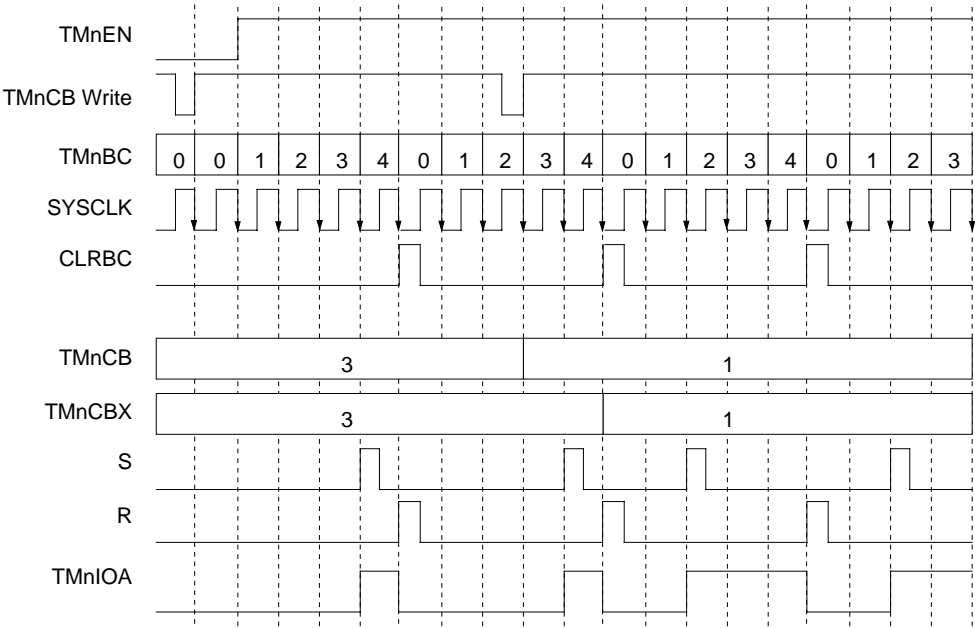 TMnEN
TMnCB Write
TMnBC 0 0 1 2 3 4 0 1 2 3 4 0 1 2 3 4 0 1 2 3
SYSCLK
CLRBC
TMnCB 3 1
TMnCBX 3 1
S
R
TMnIOA